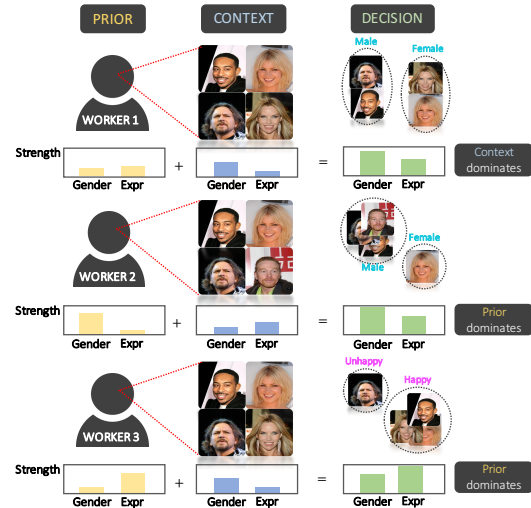 PRIOR CONTEXT DECISION
Male
Female
WORKER 1
Strength
+ =
Context
dominates
Gender Expr Gender Expr Gender Expr
Female
Male
WORKER 2
Strength
+ =
Prior
dominates
Gender Expr Gender Expr Gender Expr
Unhappy
Happy
WORKER 3
Strength
+ =
Prior
dominates
Gender Expr Gender Expr Gender Expr